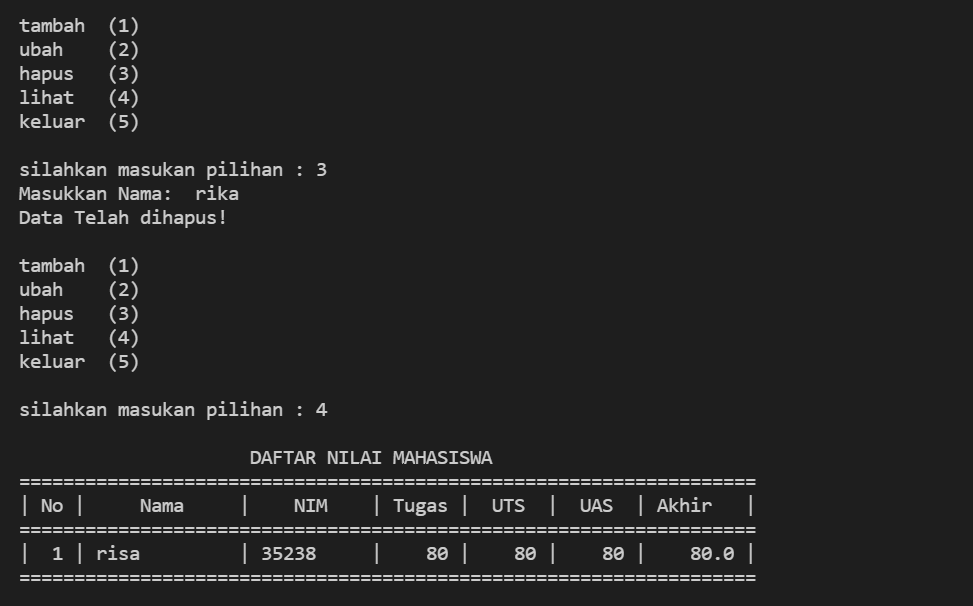 tambah  (1)
ubah    (2)
hapus   (3)
lihat   (4)
keluar  (5)

silahkan masukan pilihan : 3
Masukkan Nama:  rika
Data Telah dihapus!

tambah  (1)
ubah    (2)
hapus   (3)
lihat   (4)
keluar  (5)

silahkan masukan pilihan : 4

                     DAFTAR NILAI MAHASISWA
===================================================================
| No |     Nama     |    NIM    | Tugas |  UTS  |  UAS  | Akhir   |
===================================================================
|  1 | risa         | 35238     |    80 |    80 |    80 |    80.0 |
===================================================================